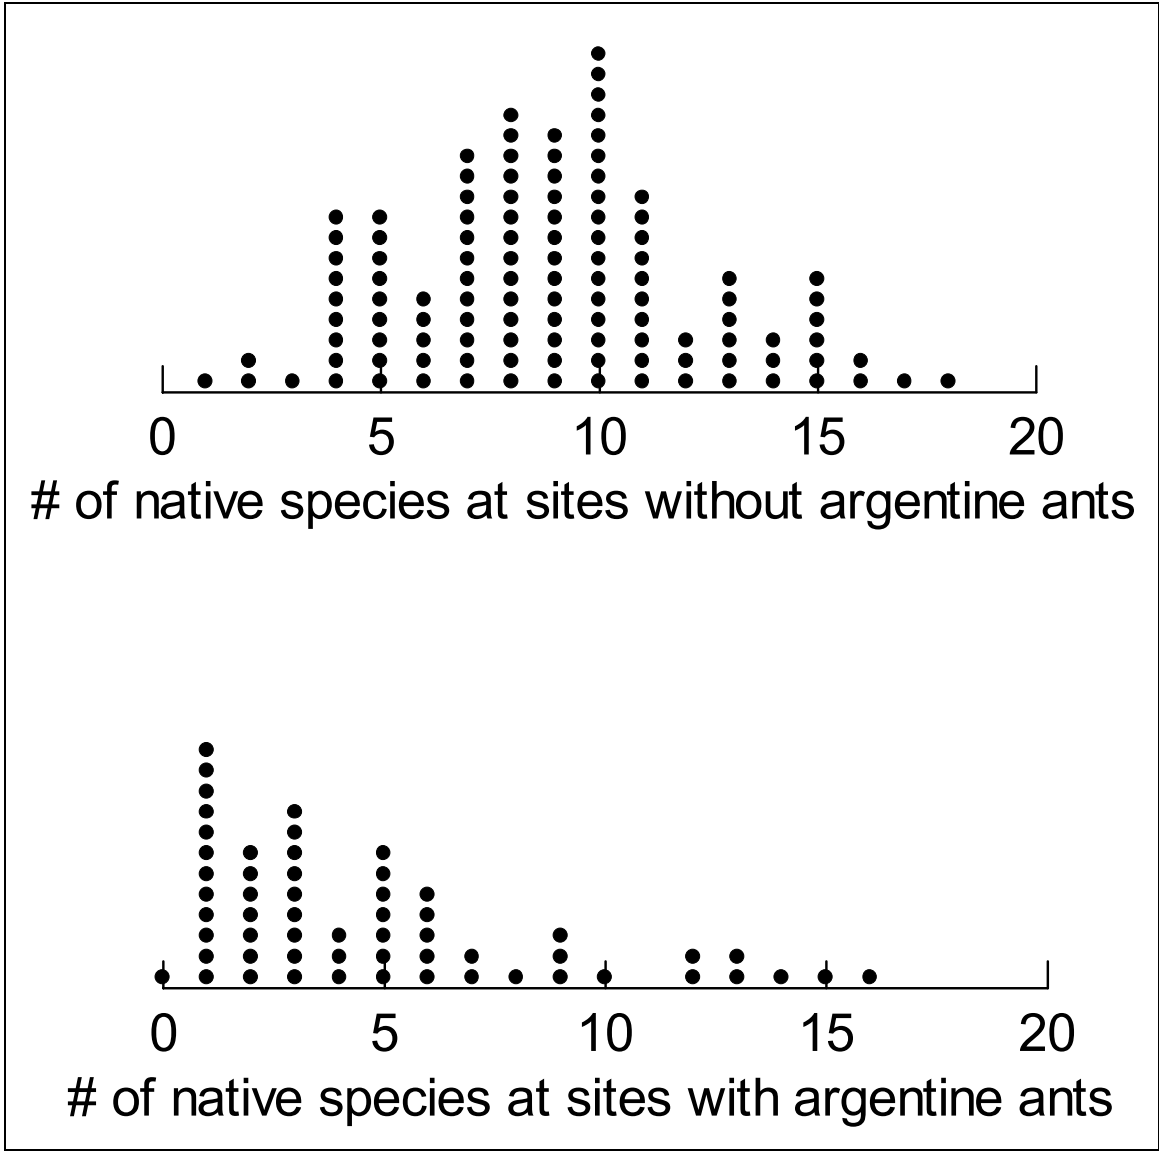 0 5 10 15 20
# of native species at sites without argentine ants
0 5 10 15 20
# of native species at sites with argentine ants